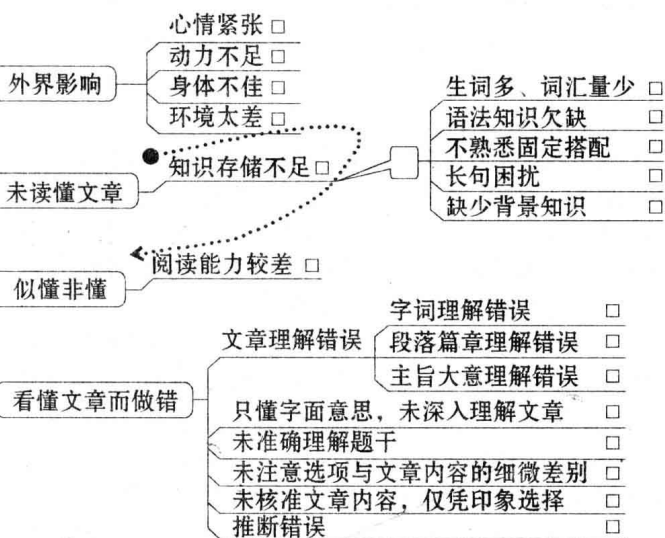 外界影响
心情紧张 □
动力不足 □
身体不佳 □
环境太差 □
未读懂文章
知识存储不足 □
生词多、词汇量少 □
语法知识欠缺 □
不熟悉固定搭配 □
长句困扰 □
缺少背景知识 □
似懂非懂
阅读能力较差 □
看懂文章而做错
文章理解错误
字词理解错误 □
段落篇章理解错误 □
主旨大意理解错误 □
只懂字面意思，未深入理解文章 □
未准确理解题干 □
未注意选项与文章内容的细微差别 □
未核准文章内容，仅凭印象选择 □
推断错误 □